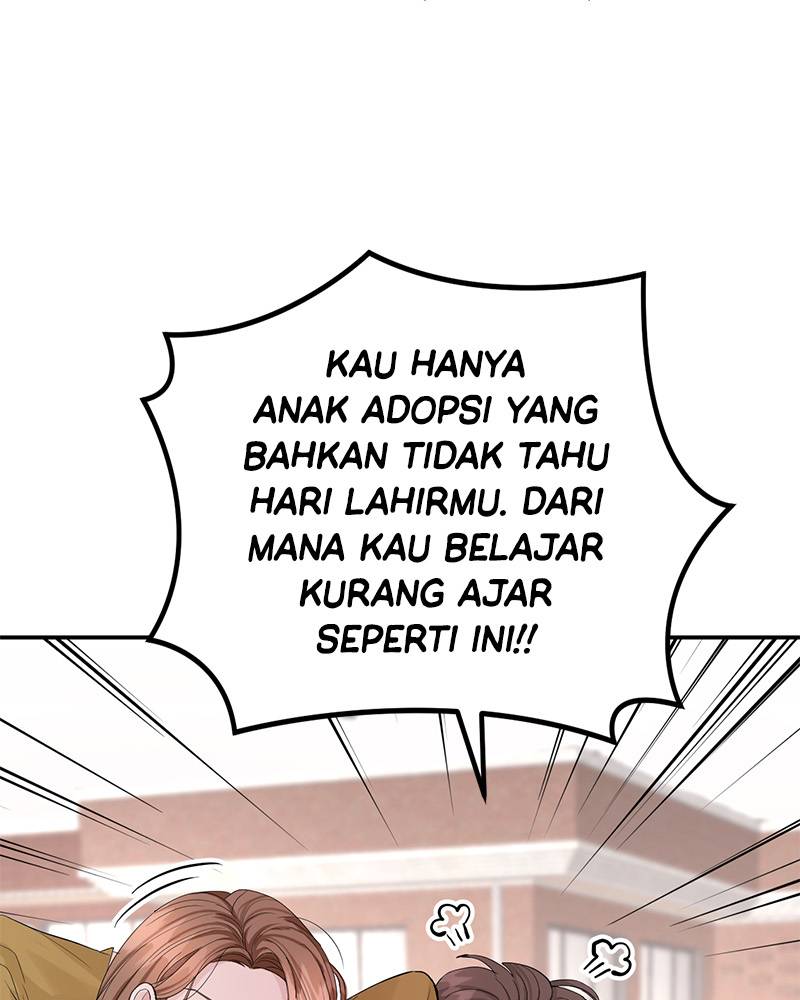 KAU HANYA
ANAK ADOPSI YANG
BAHKAN TIDAK TAHU
HARI LAHIRMU. DARI
MANA KAU BELAJAR
KURANG AJAR
SEPERTI INI!!